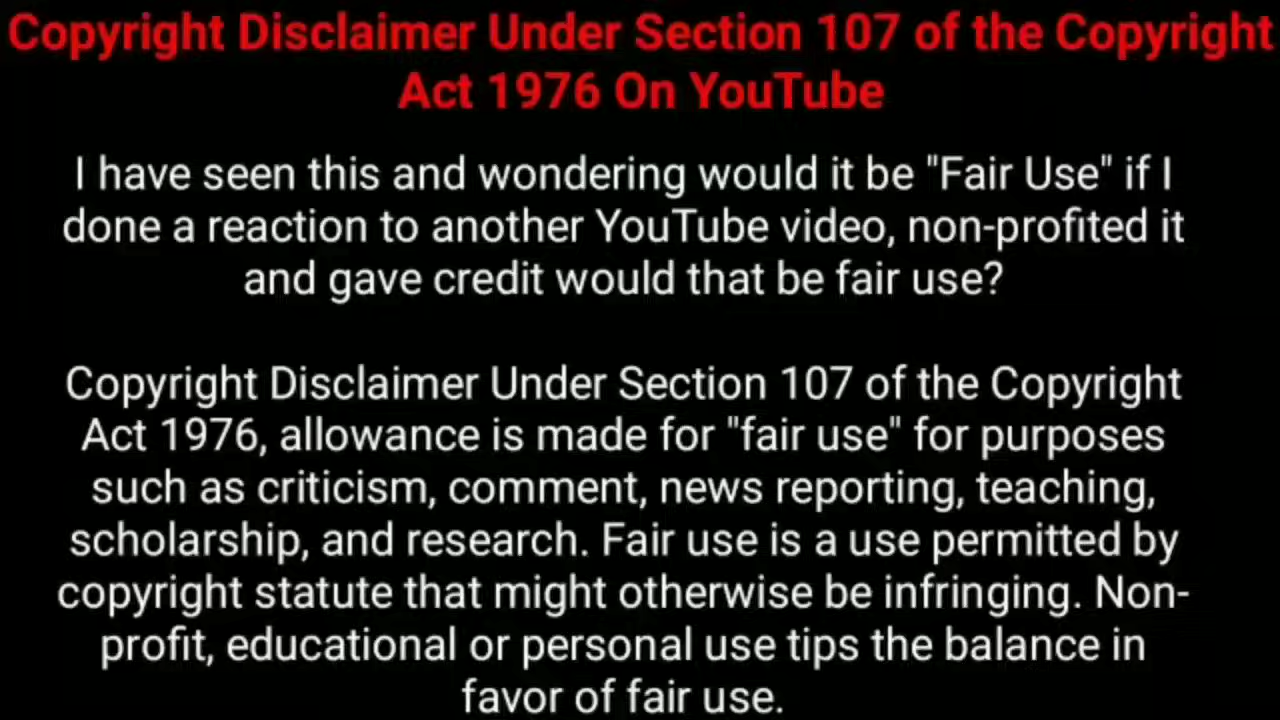 Copyright Disclaimer Under Section 107 of the Copyright
Act 1976 On YouTube
I have seen this and wondering would it be "Fair Use" if I
done a reaction to another YouTube video, non-profited it
and gave credit would that be fair use?
Copyright Disclaimer Under Section 107 of the Copyright
Act 1976, allowance is made for "fair use" for purposes
such as criticism, comment, news reporting, teaching,
scholarship, and research. Fair use is a use permitted by
copyright statute that might otherwise be infringing. Non-
profit, educational or personal use tips the balance in
favor of fair use.